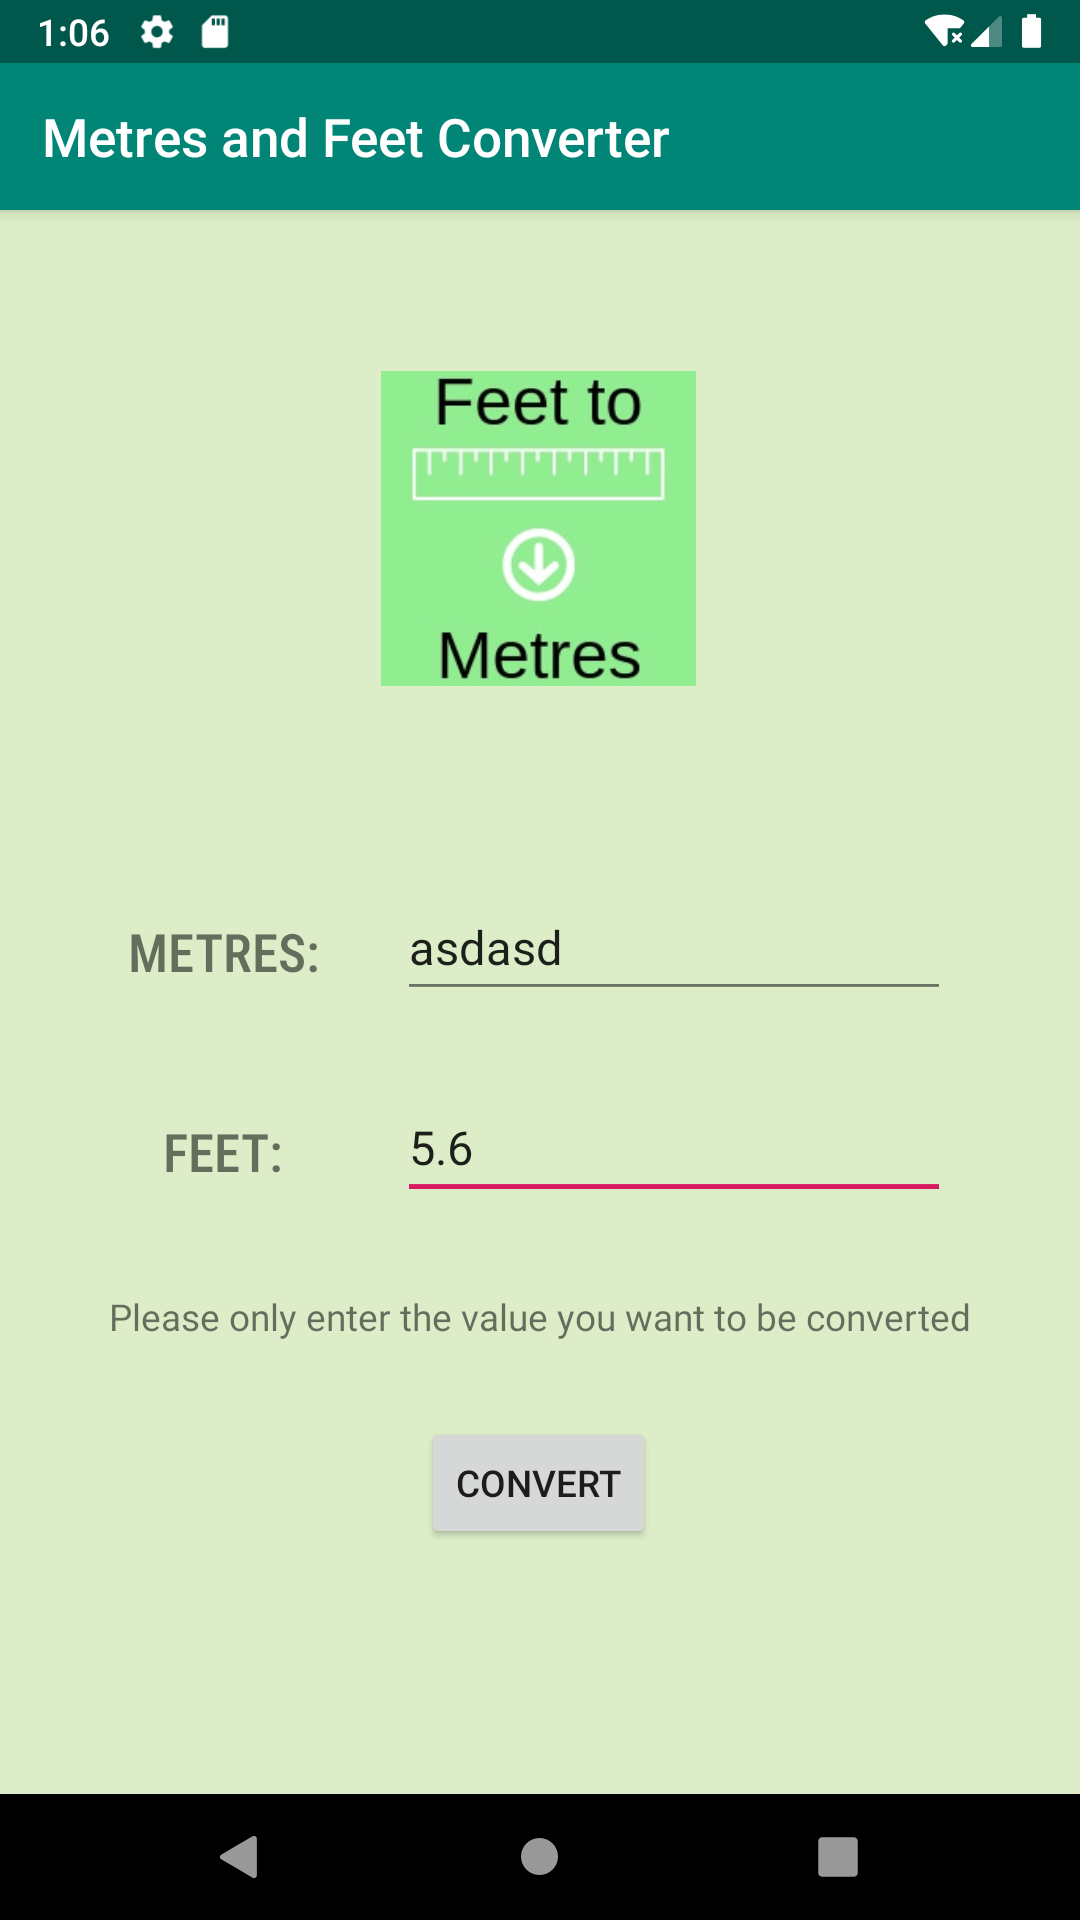 1:06
Metres and Feet Converter
Feet to
Metres
METRES: asdasd
FEET: 5.6
Please only enter the value you want to be converted
CONVERT